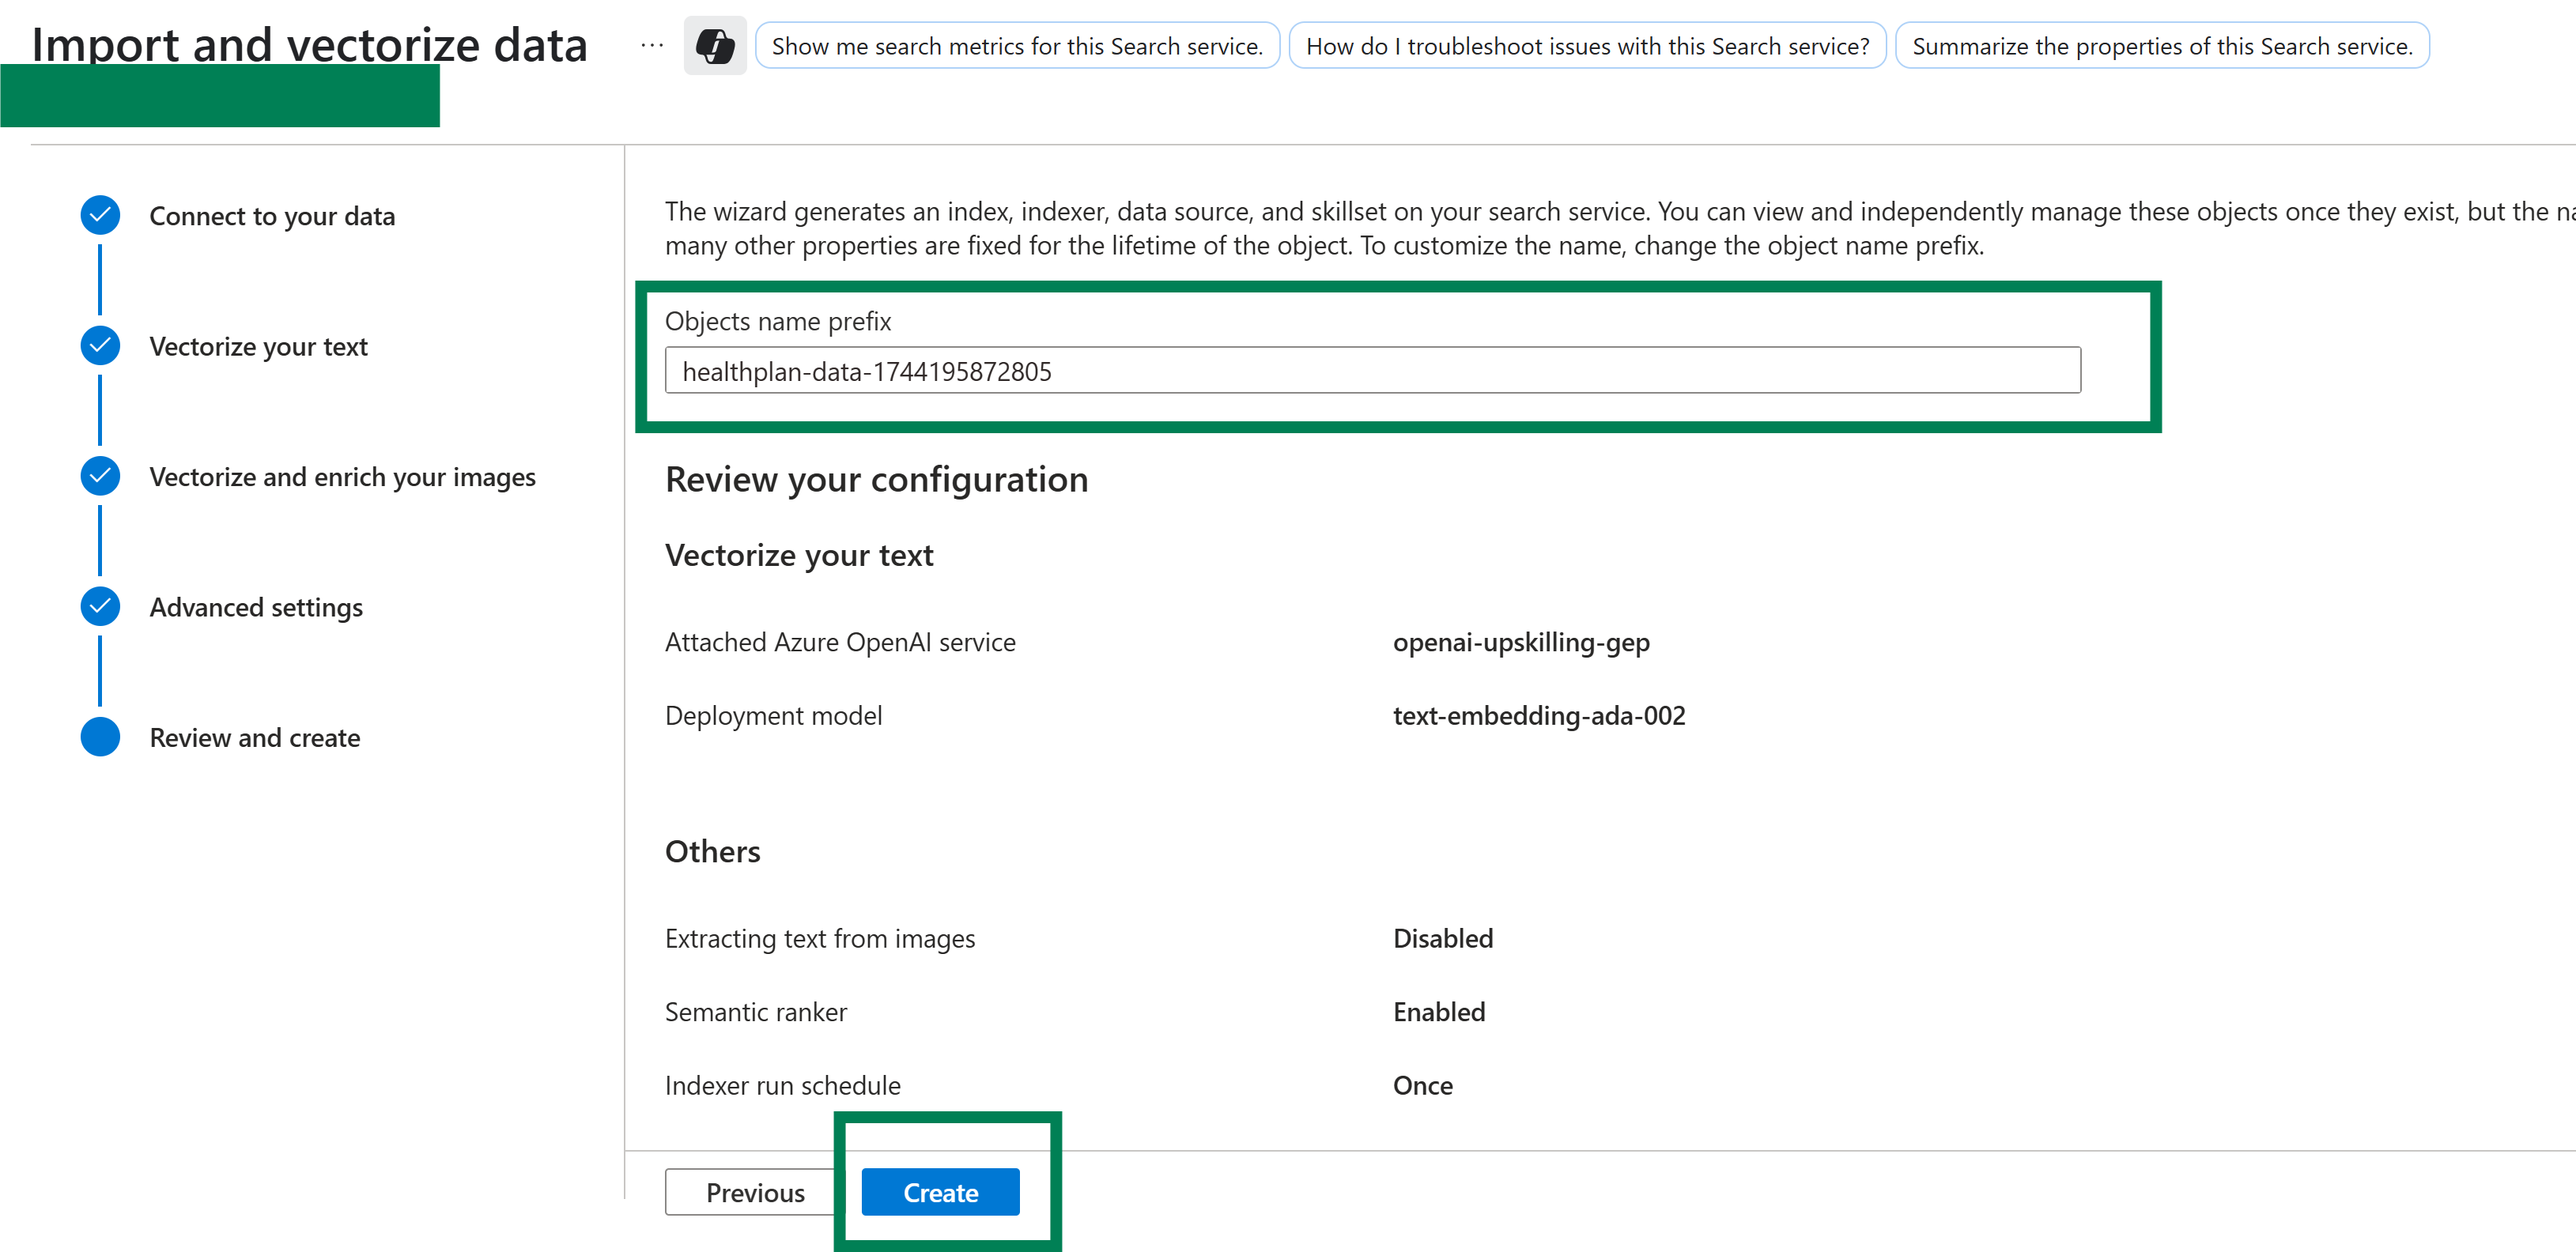 Import and vectorize data
...
Show me search metrics for this Search service.
How do I troubleshoot issues with this Search service?
Summarize the properties of this Search service.
Connect to your data
Vectorize your text
Vectorize and enrich your images
Advanced settings
Review and create
The wizard generates an index, indexer, data source, and skillset on your search service. You can view and independently manage these objects once they exist, but the
many other properties are fixed for the lifetime of the object. To customize the name, change the object name prefix.
Objects name prefix
healthplan-data-1744195872805
Review your configuration
Vectorize your text
Attached Azure OpenAI service openai-upskilling-gep
Deployment model text-embedding-ada-002
Others
Extracting text from images Disabled
Semantic ranker Enabled
Indexer run schedule Once
Previous
Create